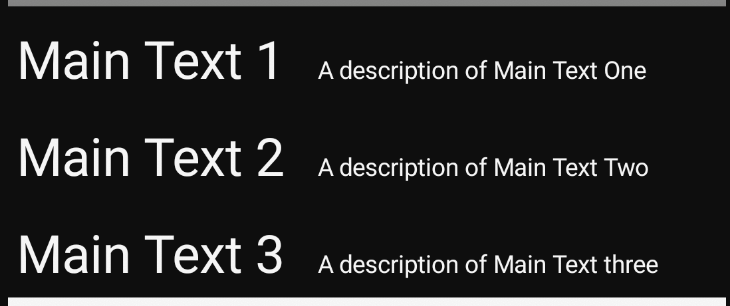 Main Text 1 A description of Main Text One
Main Text 2 A description of Main Text Two
Main Text 3 A description of Main Text three